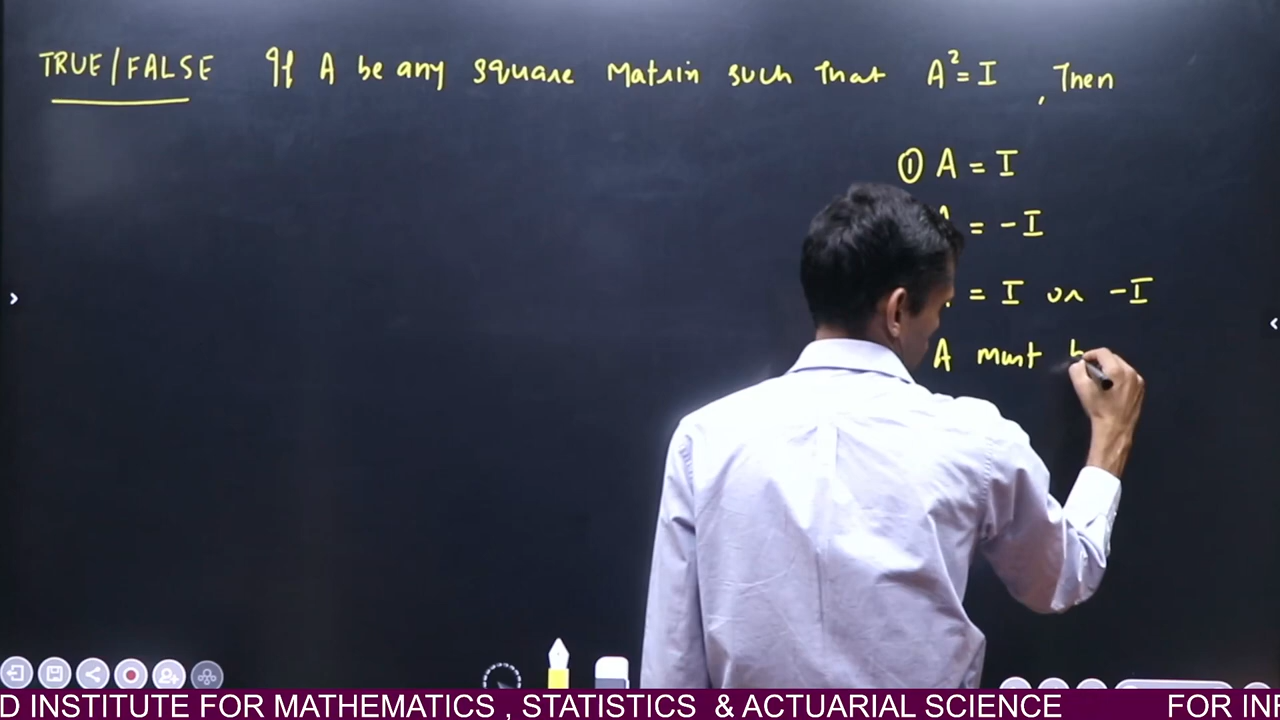 TRUE/FALSE If A be any square Matrix such that A²=I , Then
① A = I
= -I
= I or -I
A must
D INSTITUTE FOR MATHEMATICS , STATISTICS & ACTUARIAL SCIENCE FOR